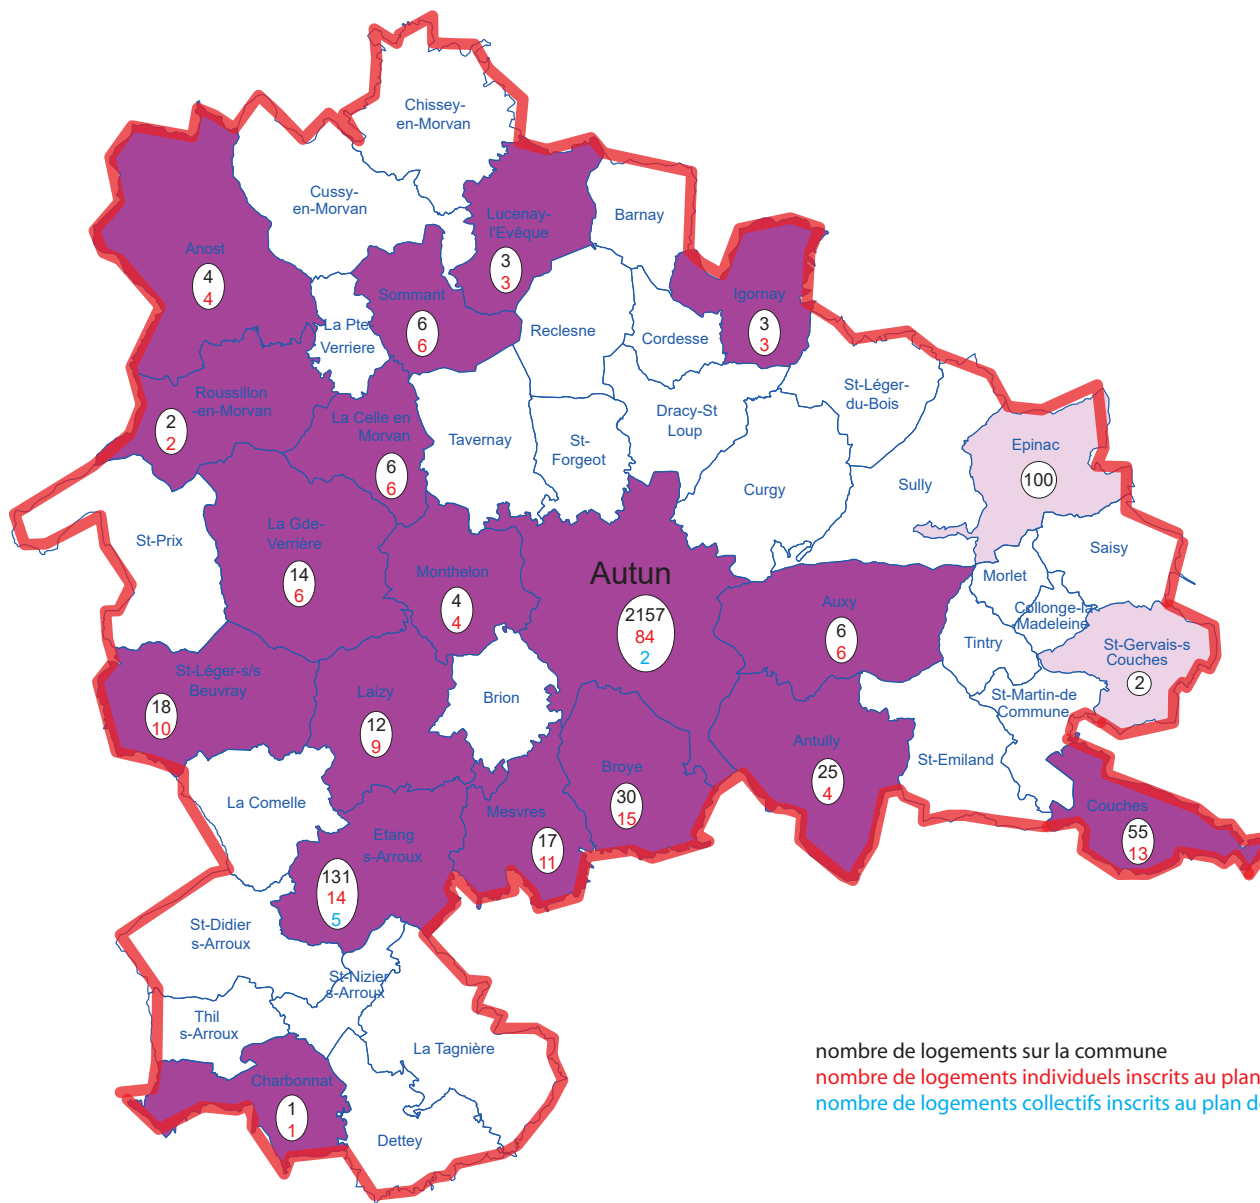 Chissey-
en-Morvan
Cussy-
en-Morvan
Lucenay-
l'Evêque
3
3
Barnay
Anost
4
4
Sommant
6
6
Igornay
3
3
La Pte-
Verriere
Reclesne
Cordesse
Roussillon
-en-Morvan
2
2
La Celle en
Morvan
6
6
Tavernay
St-
Forgeot
Dracy-St
Loup
St-Léger-
du-Bois
Curgy
Sully
Epinac
100
St-Prix
La Gde-
Verrière
14
6
Monthelon
4
4
Autun
2157
84
2
Auxy
6
6
Saisy
Morlet
Collonge-la-
Madeleine
Tintry
St-Gervais-s
Couches
2
St-Martin-de
Commune
St-Léger-s/s
Beuvray
18
10
Laizy
12
9
Brion
Broye
30
15
Antully
25
4
St-Emiland
Couches
55
13
La Comelle
Etang
s-Arroux
131
14
5
Mesvres
17
11
St-Didier
s-Arroux
St-Nizier
s-Arroux
Thil
s-Arroux
La Tagnière
Charbonnat
1
1
Dettey
nombre de logements sur la commune
nombre de logements individuels inscrits au plan
nombre de logements collectifs inscrits au plan d